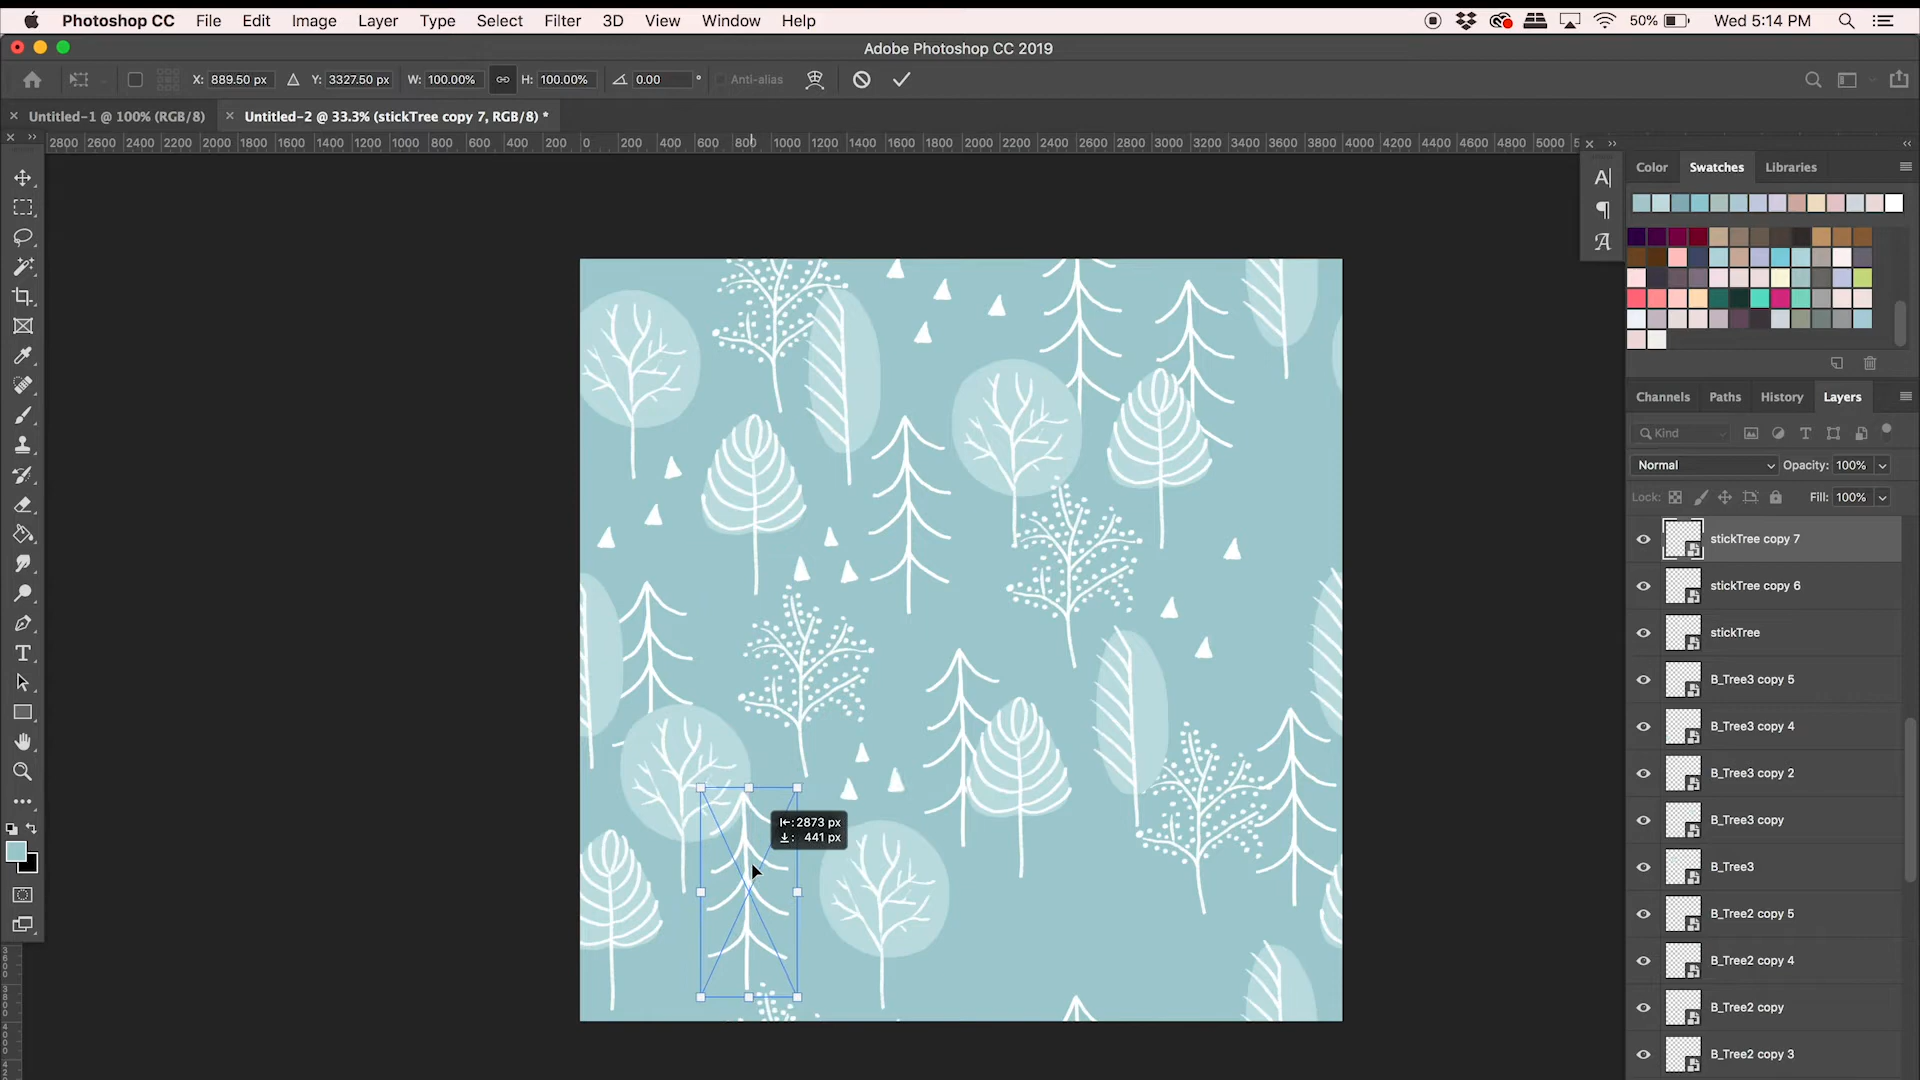 Photoshop CC File Edit Image Layer Type Select Filter 3D View Window Help 50% Wed 5:14 PM
Adobe Photoshop CC 2019
X: 889.50 px Y: 3327.50 px W: 100.00% H: 100.00% 0.00 ° Anti-alias
Untitled-1 @ 100% (RGB/8) Untitled-2 @ 33.3% (stickTree copy 7, RGB/8) *
2800 2600 2400 2200 2000 1800 1600 1400 1200 1000 800 600 400 200 0 200 400 600 800 1000 1200 1400 1600 1800 2000 2200 2400 2600 2800 3000 3200 3400 3600 3800 4000 4200 4400 4600 4800 5000
Color Swatches Libraries
Channels Paths History Layers
Kind
Normal Opacity: 100%
Lock: Fill: 100%
stickTree copy 7
stickTree copy 6
stickTree
B_Tree3 copy 5
B_Tree3 copy 4
B_Tree3 copy 2
B_Tree3 copy
B_Tree3
B_Tree2 copy 5
B_Tree2 copy 4
B_Tree2 copy
B_Tree2 copy 3
2873 px
441 px